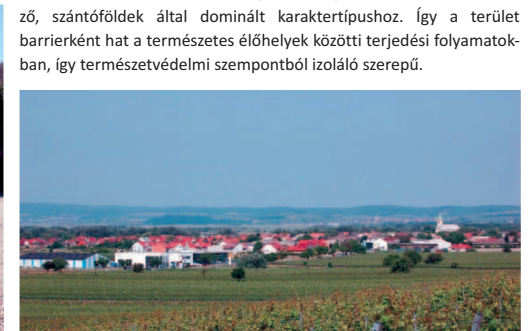 ző, szántóföldek által dominált karaktertípushoz. Így a terület
barrierként hat a természetes élőhelyek közötti terjedési folyamatok-
ban, így természetvédelmi szempontból izoláló szerepű.